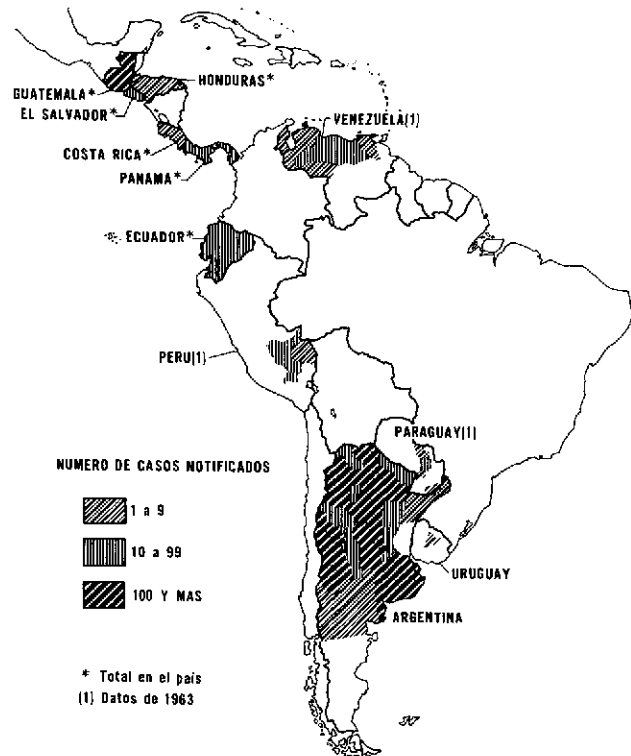 HONDURAS*
GUATEMALA*
EL SALVADOR*
VENEZUELA(1)
COSTA RICA*
PANAMA*
ECUADOR*
PERU(1)
PARAGUAY(1)
NUMERO DE CASOS NOTIFICADOS
1 a 9
10 a 99
100 Y MAS
URUGUAY
ARGENTINA
* Total en el país
(1) Datos de 1963